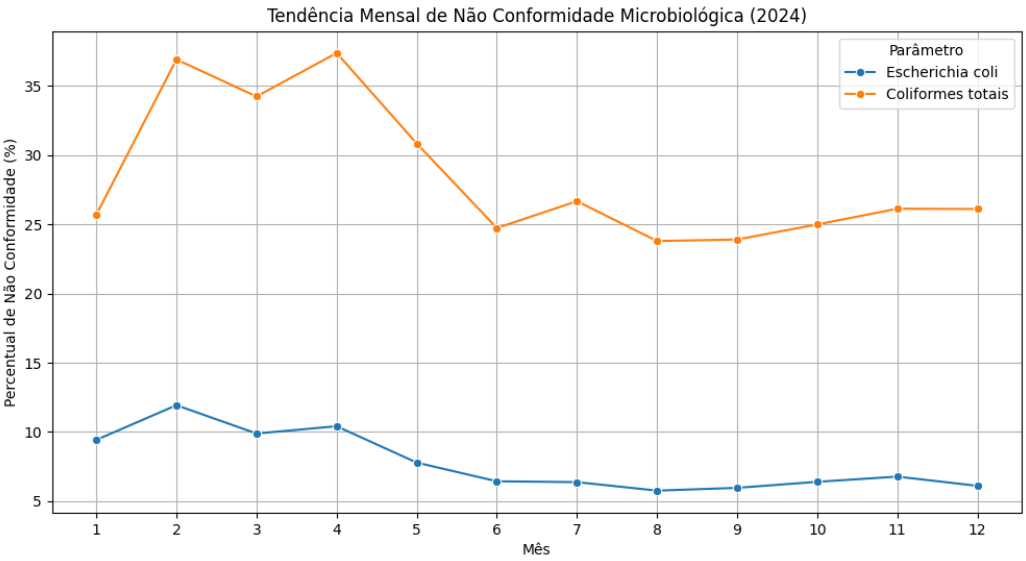 Tendência Mensal de Não Conformidade Microbiológica (2024)
Parâmetro
Escherichia coli
Coliformes totais
Percentual de Não Conformidade (%)
35
30
25
20
15
10
5
1 2 3 4 5 6 7 8 9 10 11 12
Mês